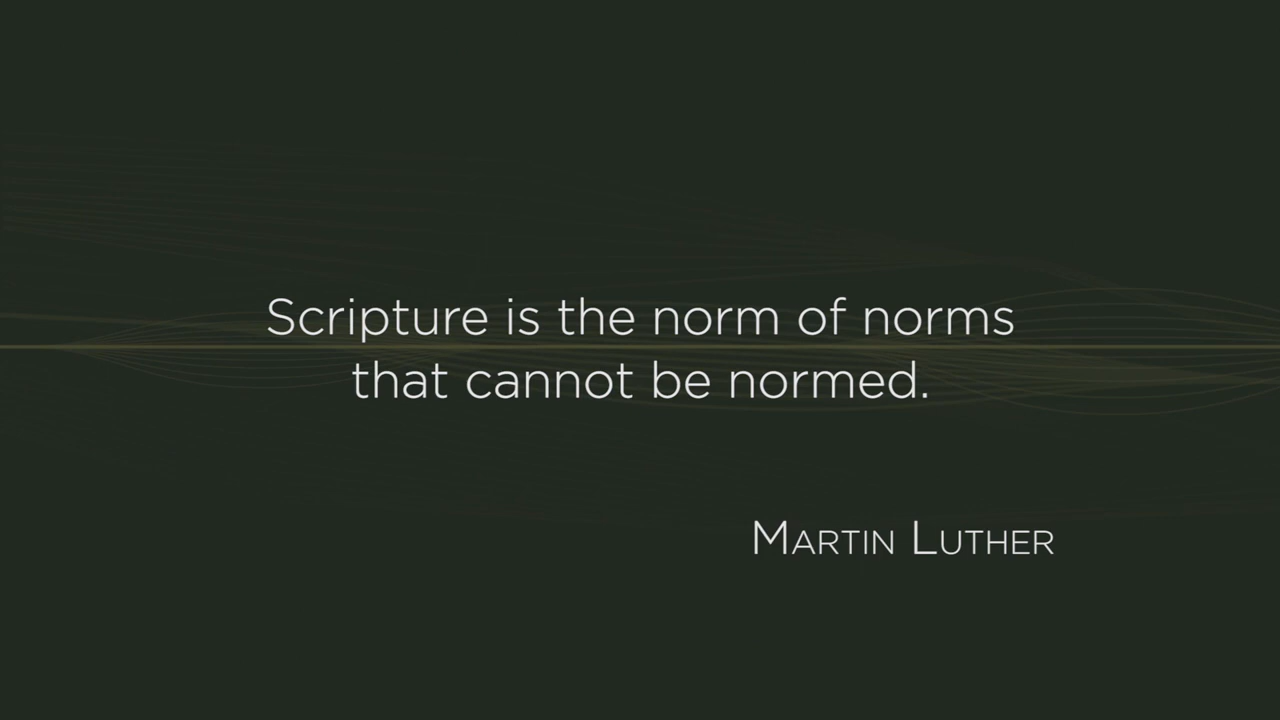 Scripture is the norm of norms
that cannot be normed.
Martin Luther